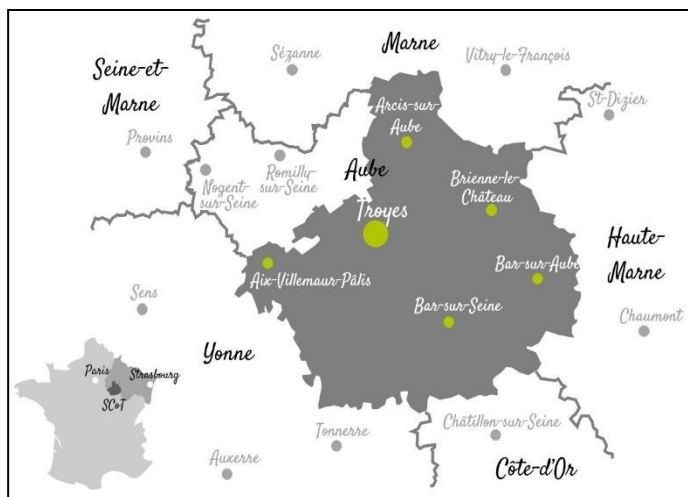 Marne
Sézanne
Vitry-le-François
Seine-et-
Marne
St-Dizier
Arcis-sur-
Aube
Provins
Aube
Romilly-
sur-Seine
Nogent-
sur-Seine
Brienne-le-
Château
Troyes
Haute-
Marne
Aix-Villemaur-Pâlis
Bar-sur-Aube
Sens
Bar-sur-Seine
Chaumont
Yonne
Paris
Strasbourg
SCoT
Tonnerre
Châtillon-sur-Seine
Auxerre
Côte-d'Or